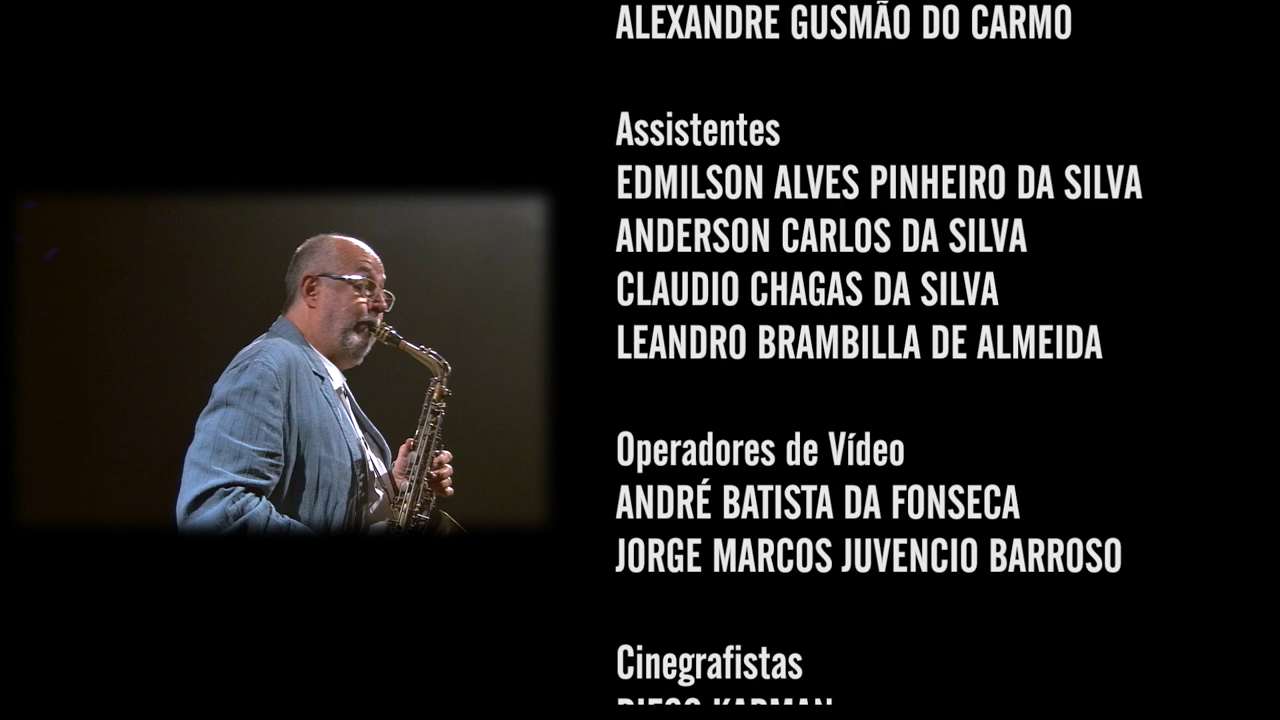 ALEXANDRE GUSMÃO DO CARMO
Assistentes
EDMILSON ALVES PINHEIRO DA SILVA
ANDERSON CARLOS DA SILVA
CLAUDIO CHAGAS DA SILVA
LEANDRO BRAMBILLA DE ALMEIDA
Operadores de Vídeo
ANDRÉ BATISTA DA FONSECA
JORGE MARCOS JUVENCIO BARROSO
Cinegrafistas